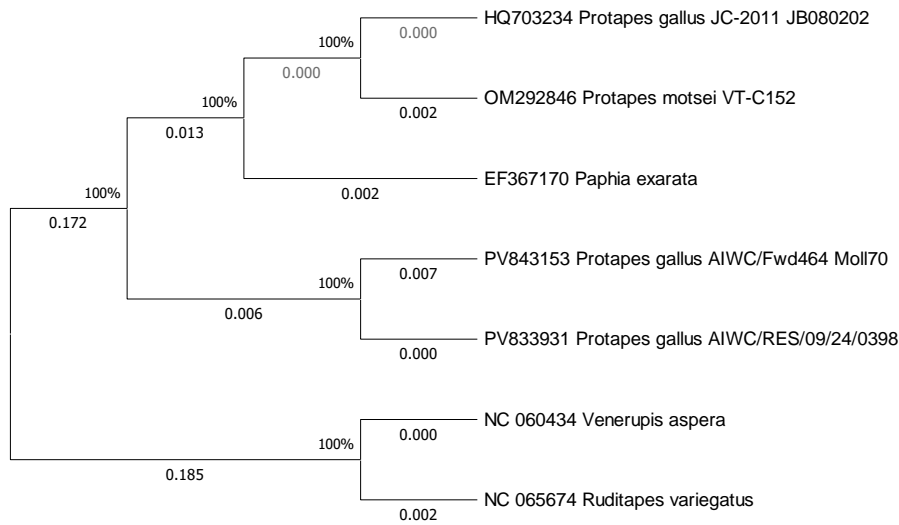 HQ703234 Protapes gallus JC-2011 JB080202
100%
0.000
0.000
100%
OM292846 Protapes motsei VT-C152
0.013
0.002
EF367170 Paphia exarata
100%
0.002
0.172
PV843153 Protapes gallus AIWC/Fwd464 Moll70
100%
0.007
0.006
PV833931 Protapes gallus AIWC/RES/09/24/0398
0.000
NC 060434 Venerupis aspera
100%
0.000
0.185
NC 065674 Ruditapes variegatus
0.002